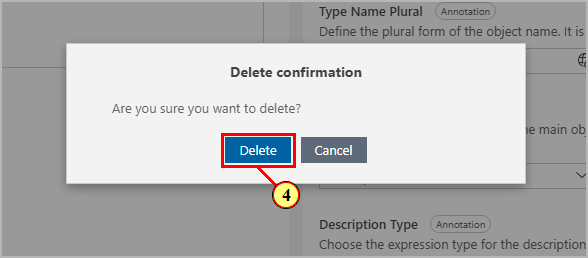 Type Name Plural Annotation
Define the plural form of the object name. It is
Delete confirmation
Are you sure you want to delete?
he main obj
Delete Cancel
4
Description Type Annotation
Choose the expression type for the description